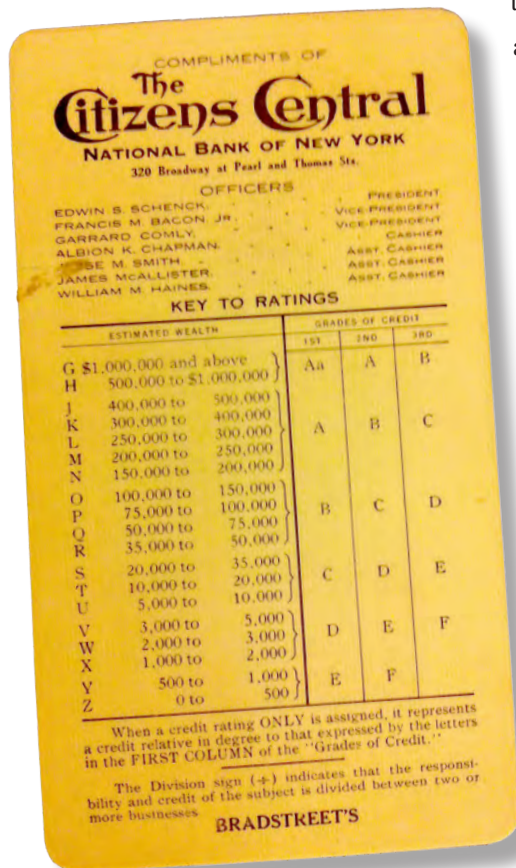 COMPLIMENTS OF
The
Citizens Central
NATIONAL BANK OF NEW YORK
320 Broadway at Pearl and Thomas Sts.
OFFICERS
EDWIN S. SCHENCK. PRESIDENT
FRANCIS M. BACON JR. VICE-PRESIDENT
GARRARD COMLY. VICE-PRESIDENT
ALBION K. CHAPMAN. CASHIER
SE M. SMITH. ASST. CASHIER
JAMES MCALLISTER. ASST. CASHIER
WILLIAM M. HAINES. ASST. CASHIER
KEY TO RATINGS
ESTIMATED WEALTH GRADES OF CREDIT
1ST 2ND 3RD
G $1,000,000 and above Aa A B
H 500,000 to $1,000,000
J 400,000 to 500,000
K 300,000 to 400,000
L 250,000 to 300,000 A B C
M 200,000 to 250,000
N 150,000 to 200,000
O 100,000 to 150,000
P 75,000 to 100,000
Q 50,000 to 75,000 B C D
R 35,000 to 50,000
S 20,000 to 35,000
T 10,000 to 20,000 C D E
U 5,000 to 10,000
V 3,000 to 5,000
W 2,000 to 3,000 D E F
X 1,000 to 2,000
Y 500 to 1,000 E F
Z 0 to 500
When a credit rating ONLY is assigned, it represents
a credit relative in degree to that expressed by the letters
in the FIRST COLUMN of the "Grades of Credit."
The Division sign (÷) indicates that the responsi-
bility and credit of the subject is divided between two or
more businesses
BRADSTREET'S